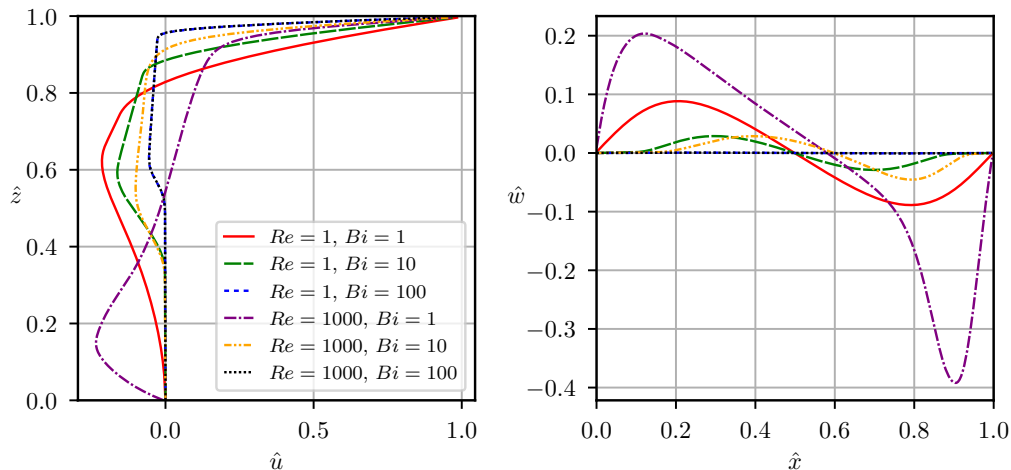 1.0
0.8
0.6
0.4
0.2
0.0
ẑ
0.0 0.5 1.0
û
Re = 1, Bi = 1
Re = 1, Bi = 10
Re = 1, Bi = 100
Re = 1000, Bi = 1
Re = 1000, Bi = 10
Re = 1000, Bi = 100
0.2
0.1
0.0
−0.1
−0.2
−0.3
−0.4
ŵ
0.0 0.2 0.4 0.6 0.8 1.0
x̂